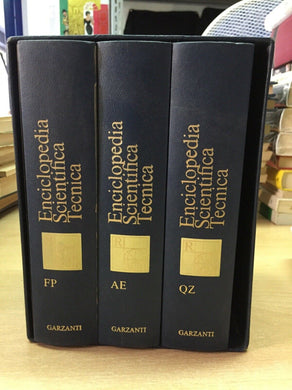 Enciclopedia
Scientifica
Tecnica
FP
GARZANTI
Enciclopedia
Scientifica
Tecnica
AE
GARZANTI
Enciclopedia
Scientifica
Tecnica
QZ
GARZANTI